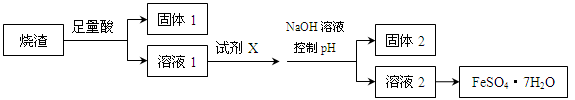 烧渣
足量酸
固体 1
溶液 1
试剂 X
NaOH 溶液
控制 pH
固体 2
溶液 2
FeSO₄·7H₂O